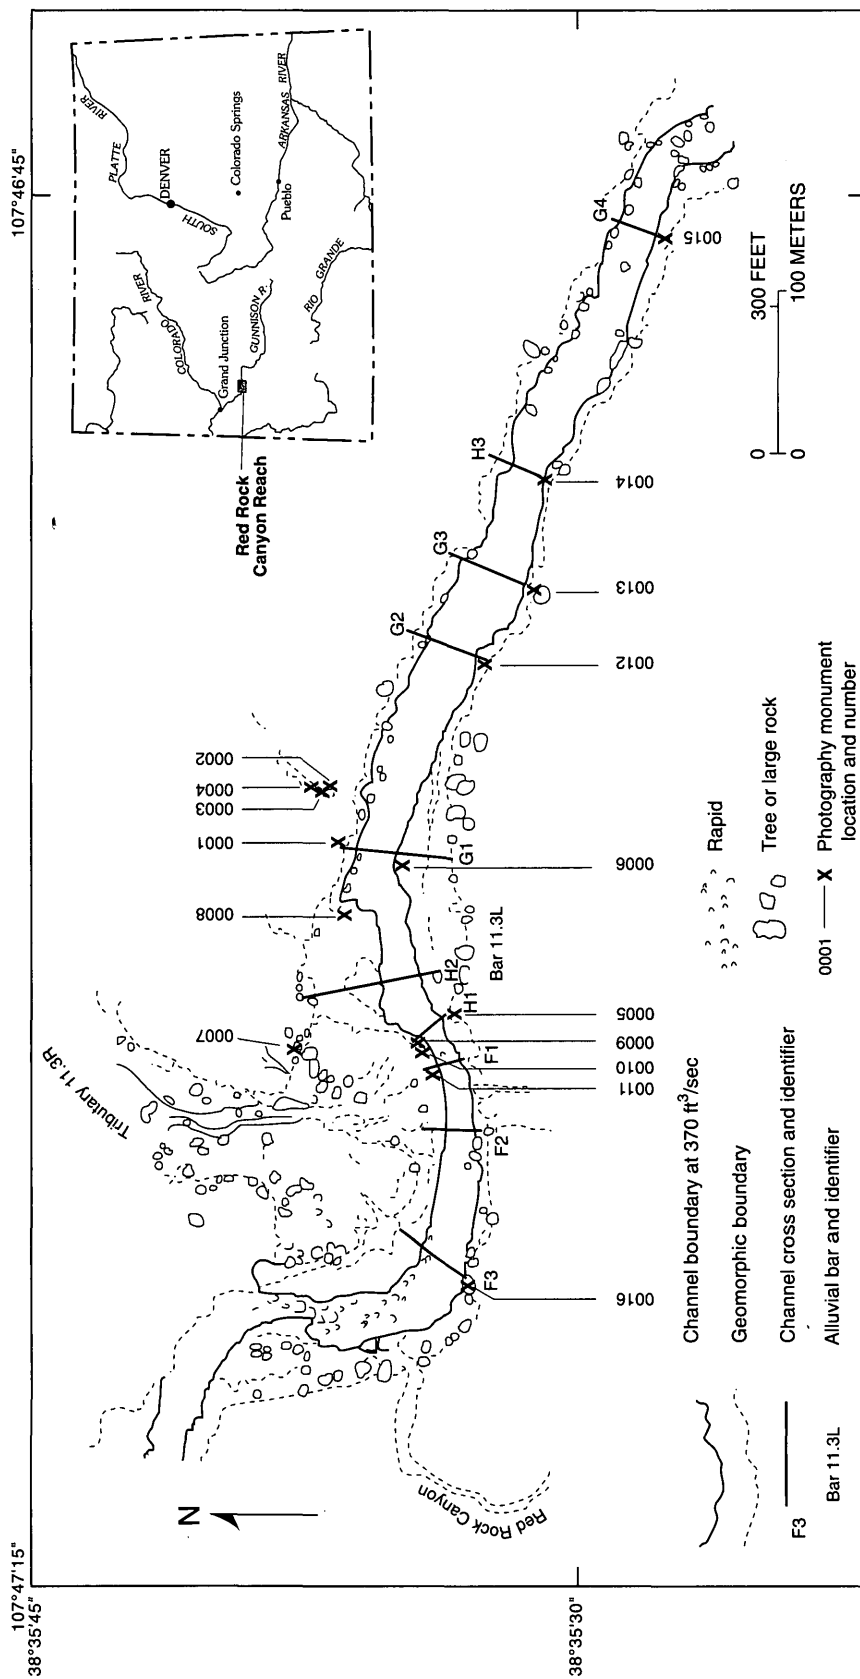 107°47'15"
38°35'45"
107°46'45"
38°35'30"
N
RIVER
PLATTE
DENVER
SOUTH
Colorado Springs
ARKANSAS RIVER
Pueblo
COLORADO
RIVER
Grand Junction
GUNNISON R.
RIO GRANDE
Red Rock
Canyon Reach
Tributary 11.3R
0007
0008
0001
0003
0004
0002
Red Rock Canyon
F3
F2
F1
H1
H2
Bar 11.3L
G1
G2
G3
H3
G4
0016
0011
0010
0009
0005
0006
0012
0013
0014
0015
0 300 FEET
0 100 METERS
Channel boundary at 370 ft³/sec
Geomorphic boundary
F3 Channel cross section and identifier
Bar 11.3L Alluvial bar and identifier
Rapid
Tree or large rock
0001 X Photography monument
location and number